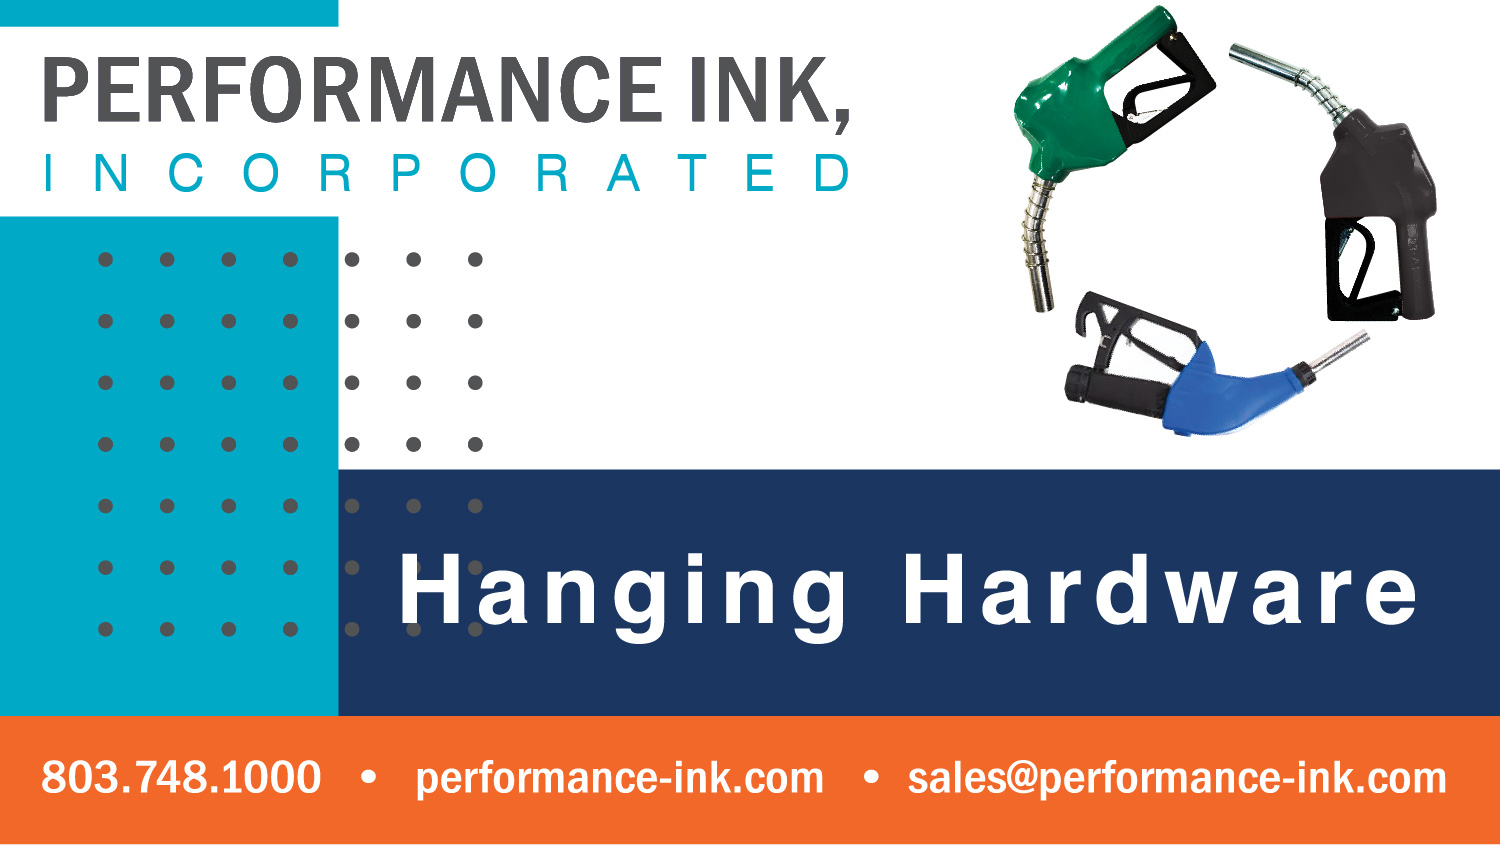 PERFORMANCE INK,
INCORPORATED
Hanging Hardware
803.748.1000 • performance-ink.com • sales@performance-ink.com